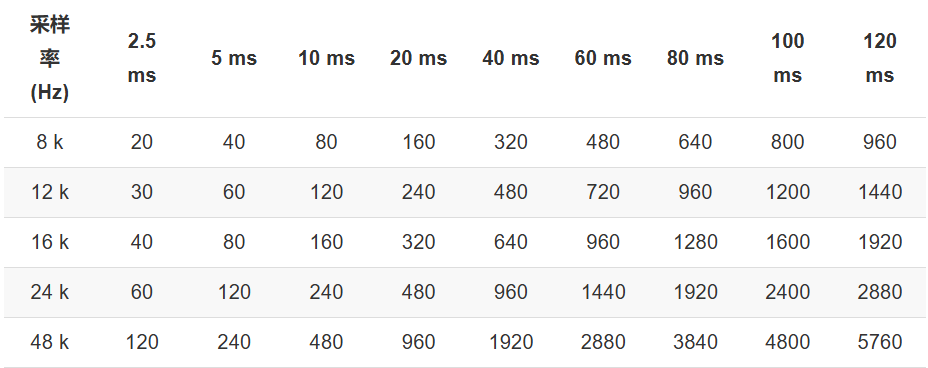 采样率(Hz) 2.5 ms 5 ms 10 ms 20 ms 40 ms 60 ms 80 ms 100 ms 120 ms
8 k 20 40 80 160 320 480 640 800 960
12 k 30 60 120 240 480 720 960 1200 1440
16 k 40 80 160 320 640 960 1280 1600 1920
24 k 60 120 240 480 960 1440 1920 2400 2880
48 k 120 240 480 960 1920 2880 3840 4800 5760